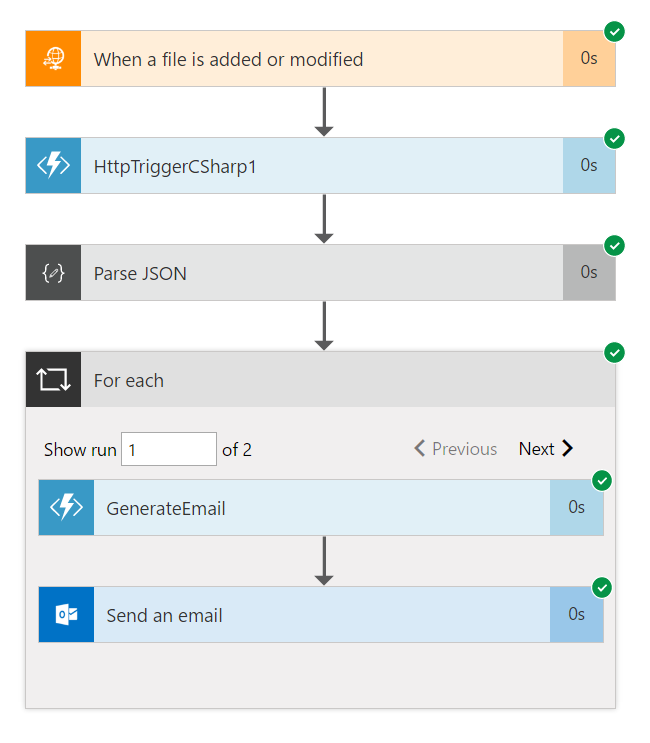 When a file is added or modified 0s
HttpTriggerCSharp1 0s
Parse JSON 0s
For each
Show run 1 of 2 Previous Next
GenerateEmail 0s
Send an email 0s